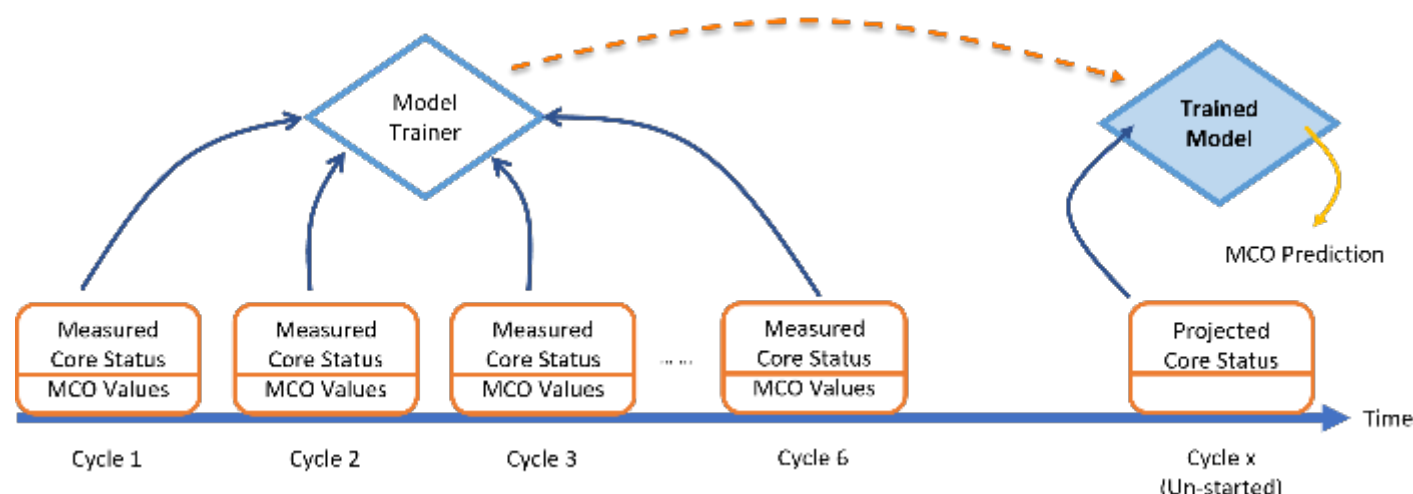 Model
Trainer
Trained
Model
MCO Prediction
Measured
Core Status
MCO Values
Measured
Core Status
MCO Values
Measured
Core Status
MCO Values
... ...
Measured
Core Status
MCO Values
Projected
Core Status
Time
Cycle 1
Cycle 2
Cycle 3
Cycle 6
Cycle x
(Un-started)